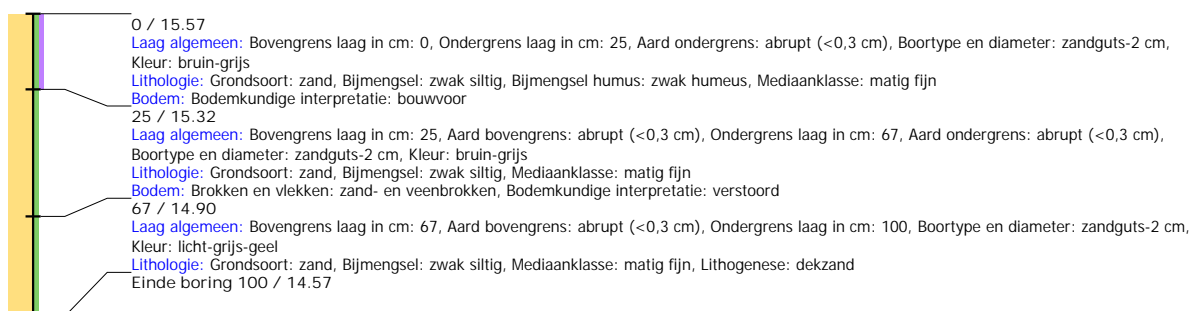 0 / 15.57
Laag algemeen: Bovengrens laag in cm: 0, Ondergrens laag in cm: 25, Aard ondergrens: abrupt (<0,3 cm), Boortype en diameter: zandguts-2 cm,
Kleur: bruin-grijs
Lithologie: Grondsoort: zand, Bijmengsel: zwak siltig, Bijmengsel humus: zwak humeus, Mediaanklasse: matig fijn
Bodem: Bodemkundige interpretatie: bouwvoor
25 / 15.32
Laag algemeen: Bovengrens laag in cm: 25, Aard bovengrens: abrupt (<0,3 cm), Ondergrens laag in cm: 67, Aard ondergrens: abrupt (<0,3 cm),
Boortype en diameter: zandguts-2 cm, Kleur: bruin-grijs
Lithologie: Grondsoort: zand, Bijmengsel: zwak siltig, Mediaanklasse: matig fijn
Bodem: Brokken en vlekken: zand- en veenbrokken, Bodemkundige interpretatie: verstoord
67 / 14.90
Laag algemeen: Bovengrens laag in cm: 67, Aard bovengrens: abrupt (<0,3 cm), Ondergrens laag in cm: 100, Boortype en diameter: zandguts-2 cm,
Kleur: licht-grijs-geel
Lithologie: Grondsoort: zand, Bijmengsel: zwak siltig, Mediaanklasse: matig fijn, Lithogenese: dekzand
Einde boring 100 / 14.57